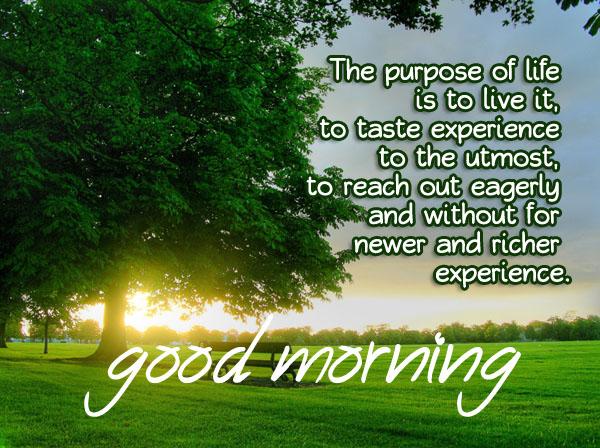 The purpose of life
is to live it,
to taste experience
to the utmost,
to reach out eagerly
and without for
newer and richer
experience.
good morning